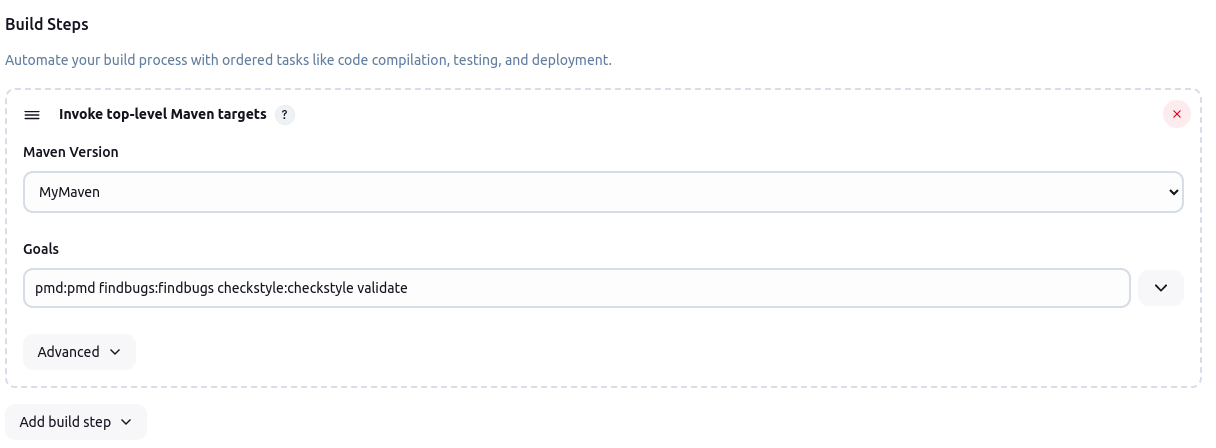 Build Steps
Automate your build process with ordered tasks like code compilation, testing, and deployment.
Invoke top-level Maven targets ?
Maven Version
MyMaven
Goals
pmd:pmd findbugs:findbugs checkstyle:checkstyle validate
Advanced
Add build step